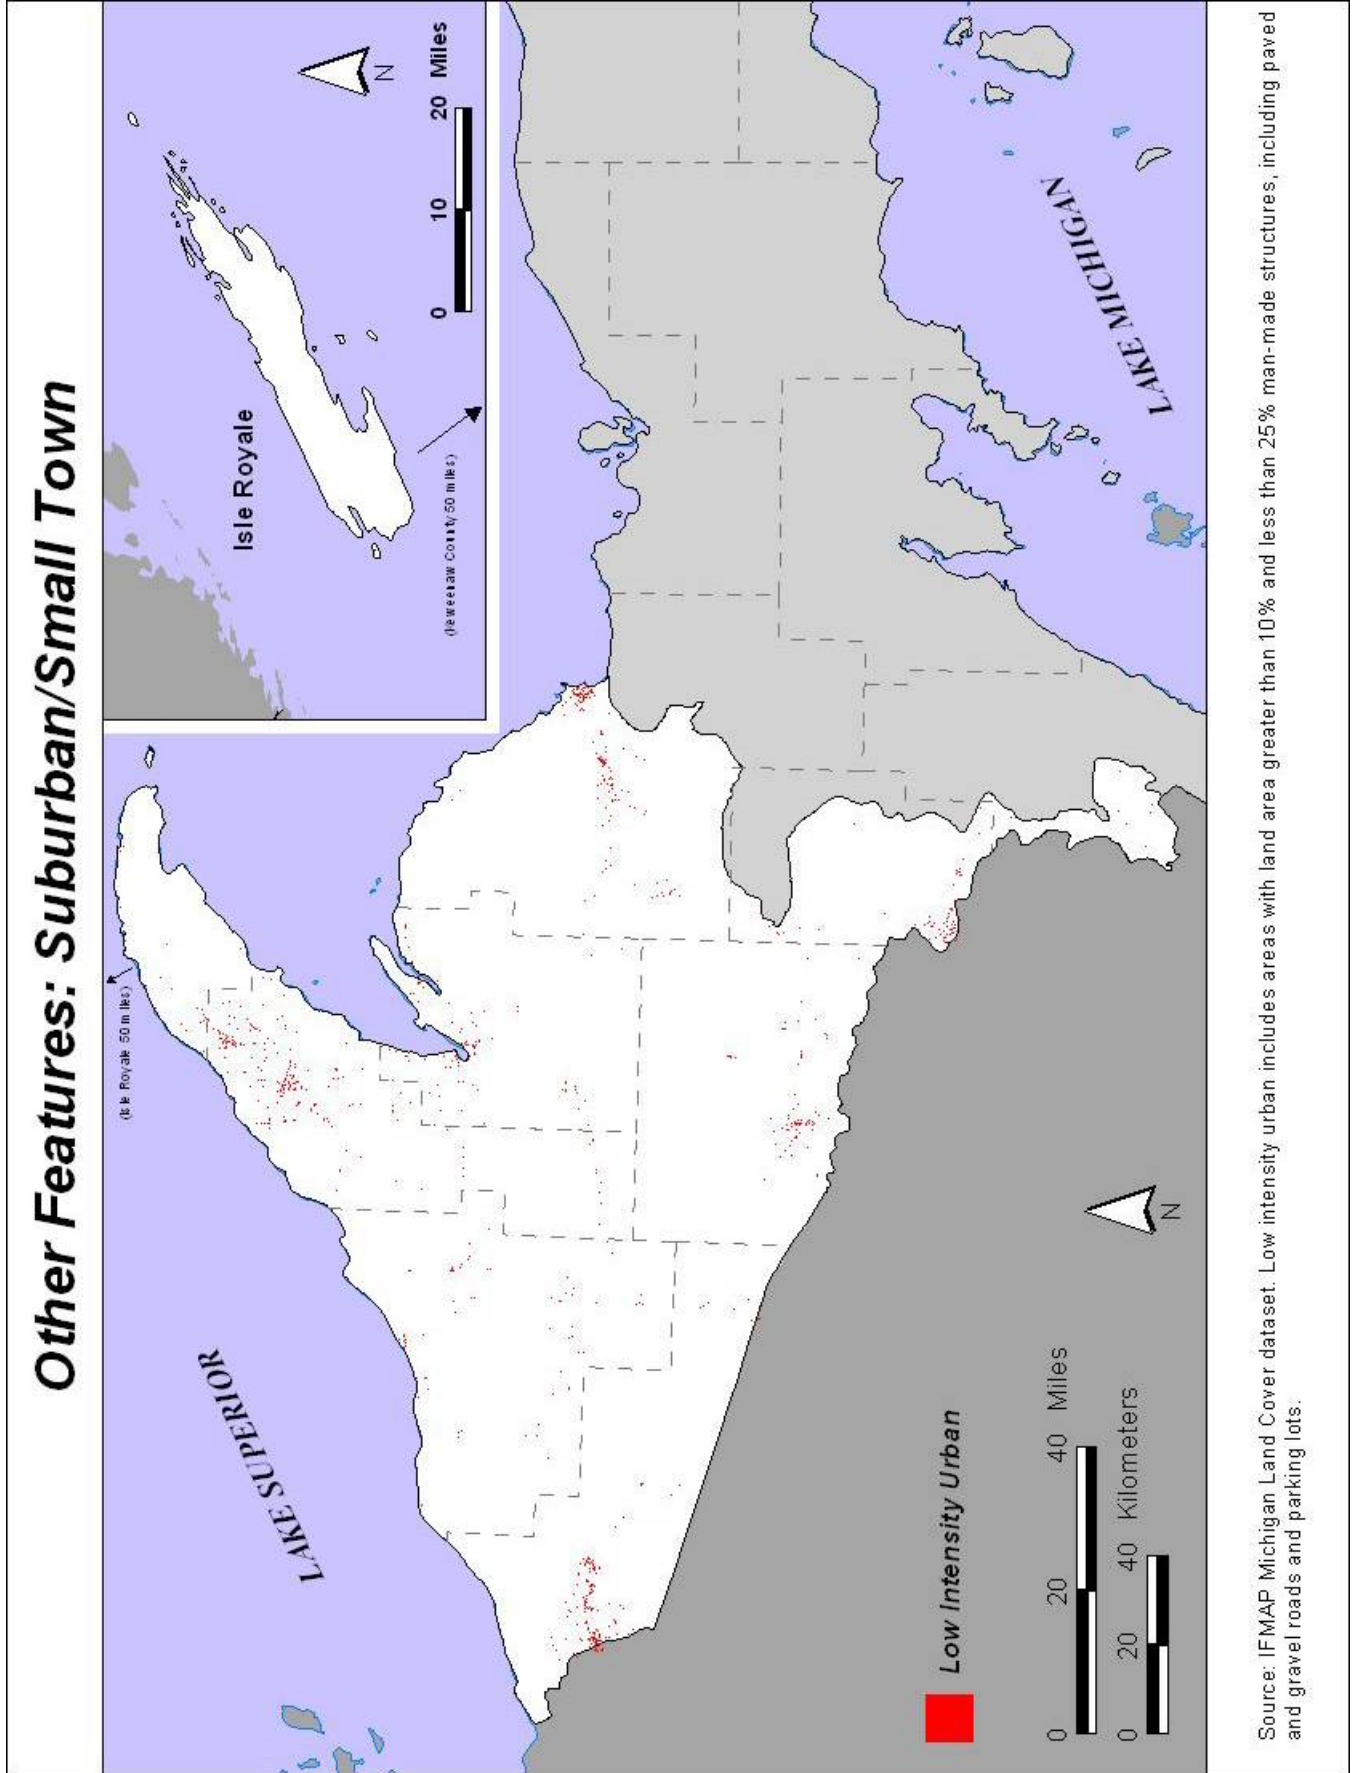 Other Features: Suburban/Small Town
Isle Royale
(Keweenaw County 50 miles)
N
0 10 20 Miles
(Isle Royale 50 miles)
LAKE SUPERIOR
LAKE MICHIGAN
Low Intensity Urban
0 20 40 Miles
0 20 40 Kilometers
N
Source: IFMAP Michigan Land Cover dataset. Low intensity urban includes areas with land area greater than 10% and less than 25% man-made structures, including paved
and gravel roads and parking lots.